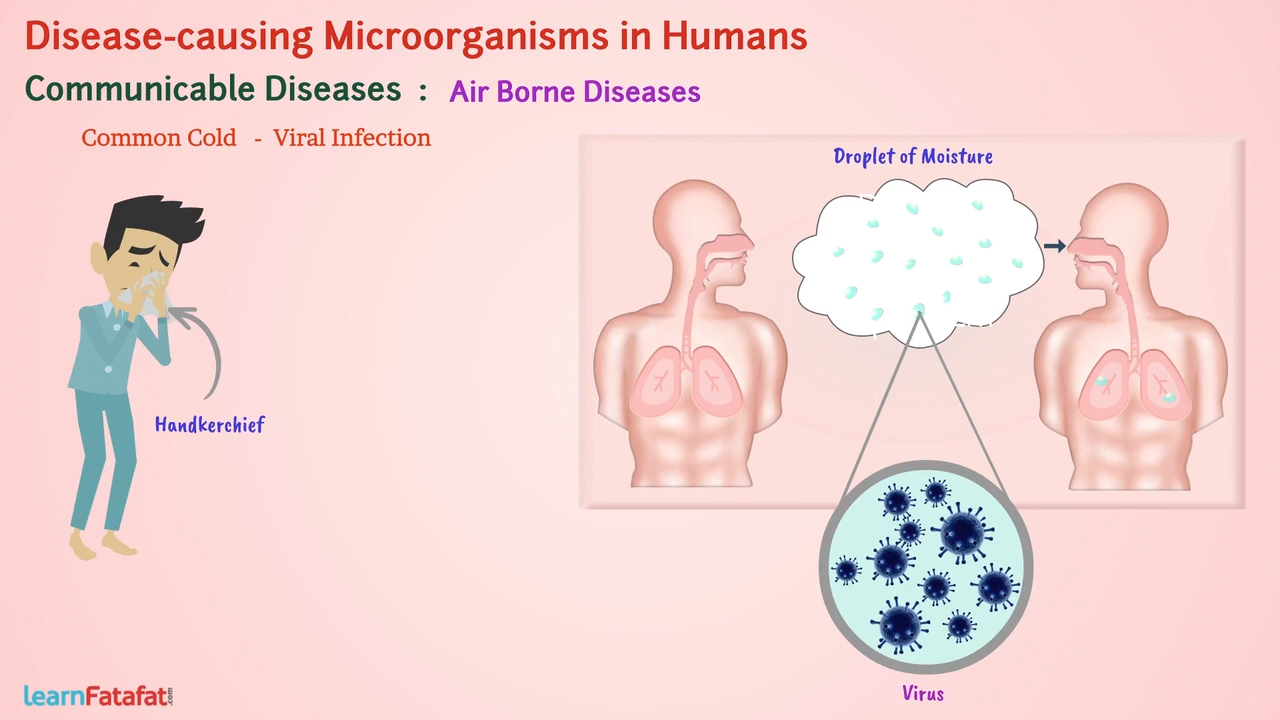 Disease-causing Microorganisms in Humans
Communicable Diseases : Air Borne Diseases
Common Cold - Viral Infection
Droplet of Moisture
Handkerchief
Virus
learnFatafat.com